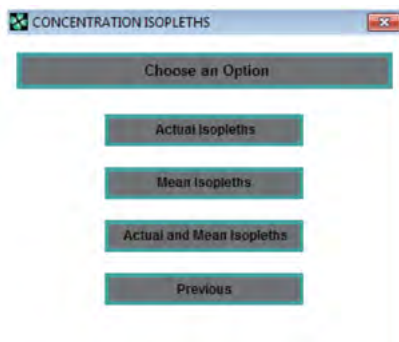 CONCENTRATION ISOPLETHS
Choose an Option
Actual Isopleths
Mean Isopleths
Actual and Mean Isopleths
Previous